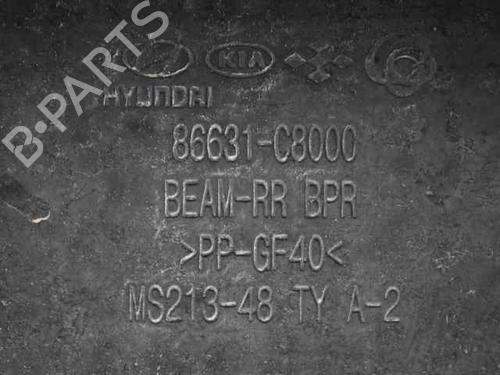 B-PARTS
KIA
HYUNDAI
86631-C8000
BEAM-RR BPR
>PP-GF40<
MS213-48 TY A-2